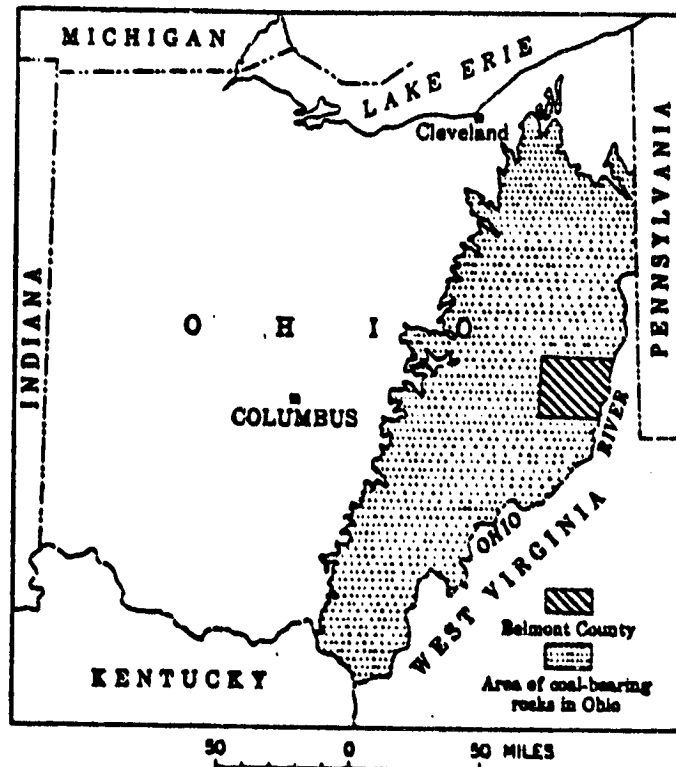 MICHIGAN
LAKE ERIE
Cleveland
PENNSYLVANIA
INDIANA
OHIO
COLUMBUS
RIVER
OHIO
WEST VIRGINIA
Belmont County
KENTUCKY
Area of coal-bearing
rocks in Ohio
50 0 50 MILES